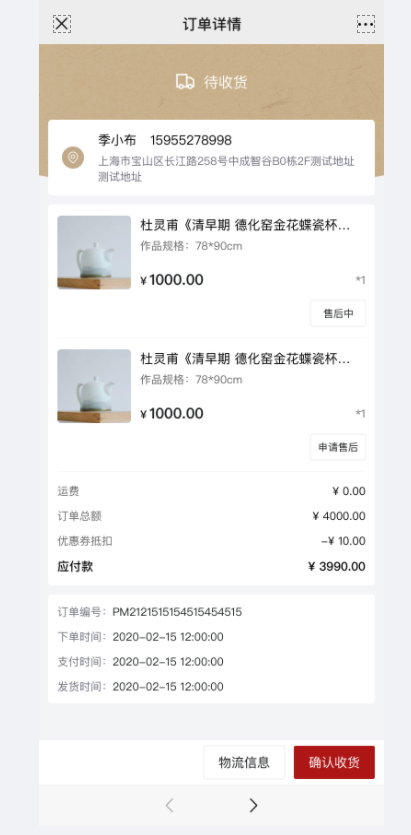 订单详情
待收货
季小布 15955278998
上海市宝山区长江路258号中成智谷B0栋2F测试地址
测试地址
杜灵甫《清早期 德化窑金花蝶瓷杯...
作品规格：78*90cm
¥1000.00 *1
售后中
杜灵甫《清早期 德化窑金花蝶瓷杯...
作品规格：78*90cm
¥1000.00 *1
申请售后
运费 ¥ 0.00
订单总额 ¥ 4000.00
优惠券抵扣 -¥ 10.00
应付款 ¥ 3990.00
订单编号：PM2121515154515454515
下单时间：2020-02-15 12:00:00
支付时间：2020-02-15 12:00:00
发货时间：2020-02-15 12:00:00
物流信息 确认收货